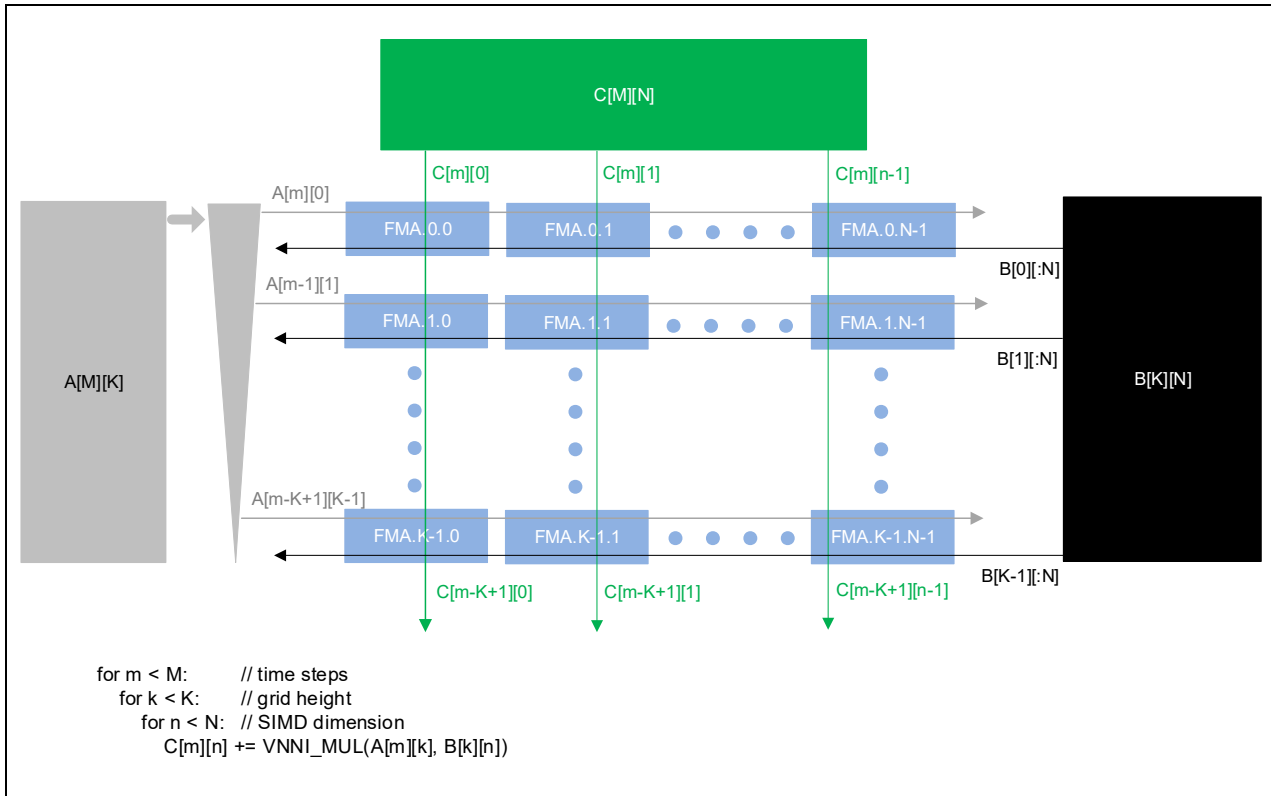 C[M][N]
C[m][0]
C[m][1]
C[m][n-1]
A[m][0]
FMA.0.0
FMA.0.1
FMA.0.N-1
B[0][:N]
A[m-1][1]
FMA.1.0
FMA.1.1
FMA.1.N-1
B[1][:N]
A[M][K]
B[K][N]
A[m-K+1][K-1]
FMA.K-1.0
FMA.K-1.1
FMA.K-1.N-1
B[K-1][:N]
C[m-K+1][0]
C[m-K+1][1]
C[m-K+1][n-1]
for m < M: // time steps
for k < K: // grid height
for n < N: // SIMD dimension
C[m][n] += VNNI_MUL(A[m][k], B[k][n])